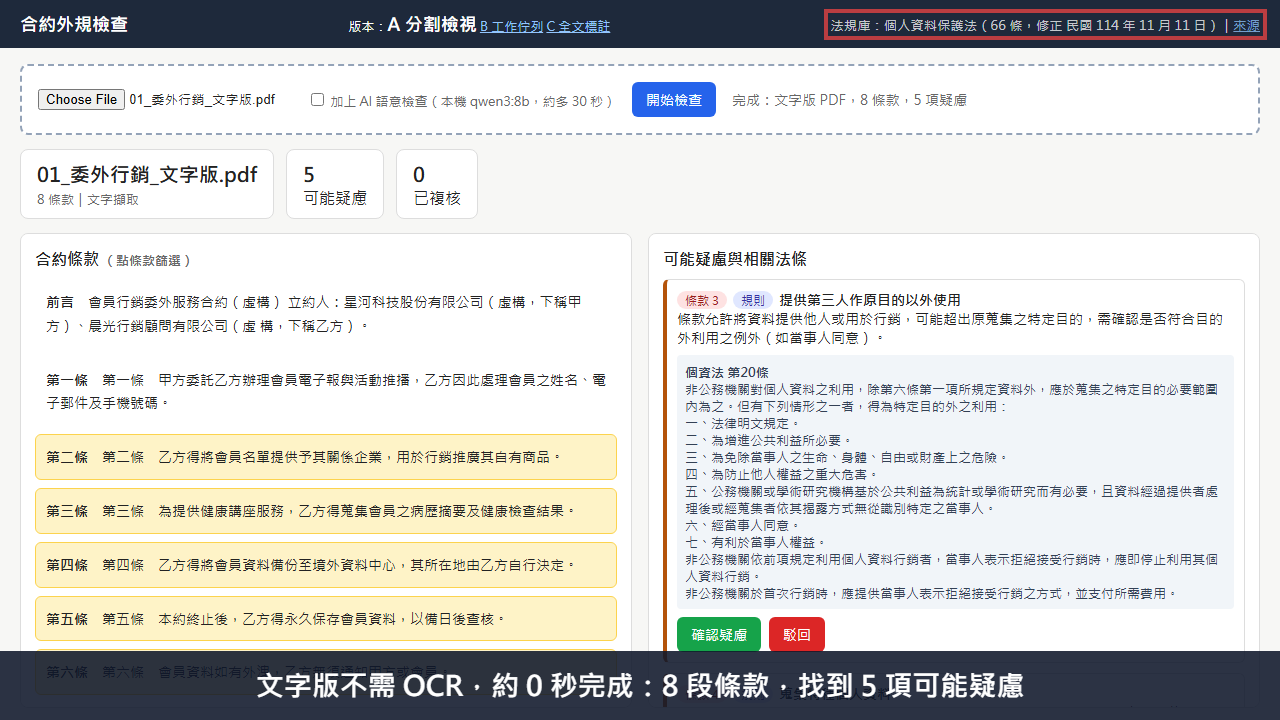 合約外規檢查
版本：A 分割檢視 B 工作佇列 C 全文標註
法規庫：個人資料保護法（66 條，修正 民國 114 年 11 月 11 日） | 來源
Choose File 01_委外行銷_文字版.pdf
加上 AI 語意檢查（本機 qwen3:8b，約多 30 秒）
開始檢查
完成：文字版 PDF，8 條款，5 項疑慮
01_委外行銷_文字版.pdf
8 條款 | 文字擷取
5
可能疑慮
0
已複核
合約條款（點條款篩選）
前言 會員行銷委外服務合約（虛構） 立約人：星河科技股份有限公司（虛構，下稱甲
方）、晨光行銷顧問有限公司（虛 構，下稱乙方）。
第一條 第一條 甲方委託乙方辦理會員電子報與活動推播，乙方因此處理會員之姓名、電
子郵件及手機號碼。
第二條 第二條 乙方得將會員名單提供予其關係企業，用於行銷推廣其自有商品。
第三條 第三條 為提供健康講座服務，乙方得蒐集會員之病歷摘要及健康檢查結果。
第四條 第四條 乙方得將會員資料備份至境外資料中心，其所在地由乙方自行決定。
第五條 第五條 本約終止後，乙方得永久保存會員資料，以備日後查核。
第六條 第六條 會員資料如有外洩，乙方無須通知甲方或會員。
可能疑慮與相關法條
條款 3 規則 提供第三人作原目的以外使用
條款允許將資料提供他人或用於行銷，可能超出原蒐集之特定目的，需確認是否符合目的
外利用之例外（如當事人同意）。
個資法 第20條
非公務機關對個人資料之利用，除第六條第一項所規定資料外，應於蒐集之特定目的必要範圍
內為之。但有下列情形之一者，得為特定目的外之利用：
一、法律明文規定。
二、為增進公共利益所必要。
三、為免除當事人之生命、身體、自由或財產上之危險。
四、為防止他人權益之重大危害。
五、公務機關或學術研究機構基於公共利益為統計或學術研究而有必要，且資料經過提供者處
理後或經蒐集者依其揭露方式無從識別特定之當事人。
六、經當事人同意。
七、有利於當事人權益。
非公務機關依前項規定利用個人資料行銷者，當事人表示拒絕接受行銷時，應即停止利用其個
人資料行銷。
非公務機關於首次行銷時，應提供當事人表示拒絕接受行銷之方式，並支付所需費用。
確認疑慮 駁回
文字版不需 OCR，約 0 秒完成：8 段條款，找到 5 項可能疑慮